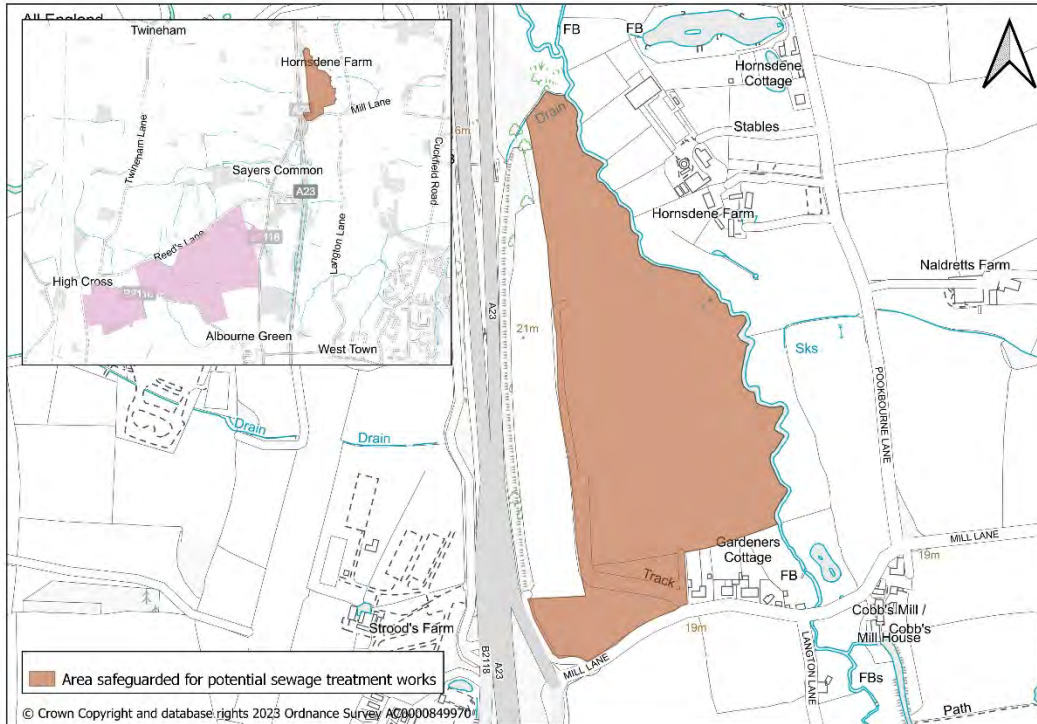 All England
Twineham
Hornsdene Farm
Mill Lane
Twineham Lane
Cuckfield Road
Sayers Common
A23
Langton Lane
Reed's Lane
High Cross
B2116
Albourne Green
West Town
FB
FB
Hornsdene
Cottage
Drain
Stables
Hornsdene Farm
Naldretts Farm
A23
21m
Sks
POOKBOURNE LANE
Drain
Drain
MILL LANE
19m
Gardeners
Cottage
FB
Track
Cobb's Mill /
Cobb's
Mill House
Strood's Farm
19m
MILL LANE
LANGTON LANE
B2118
A23
FBs
Path
Area safeguarded for potential sewage treatment works
© Crown Copyright and database rights 2023 Ordnance Survey AC0000849970